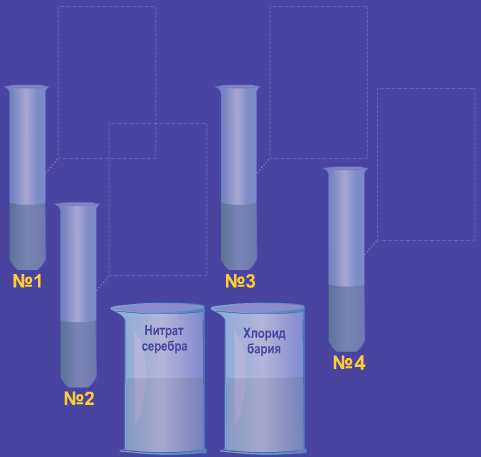 №1
№3
№2
№4
Нитрат
серебра
Хлорид
бария